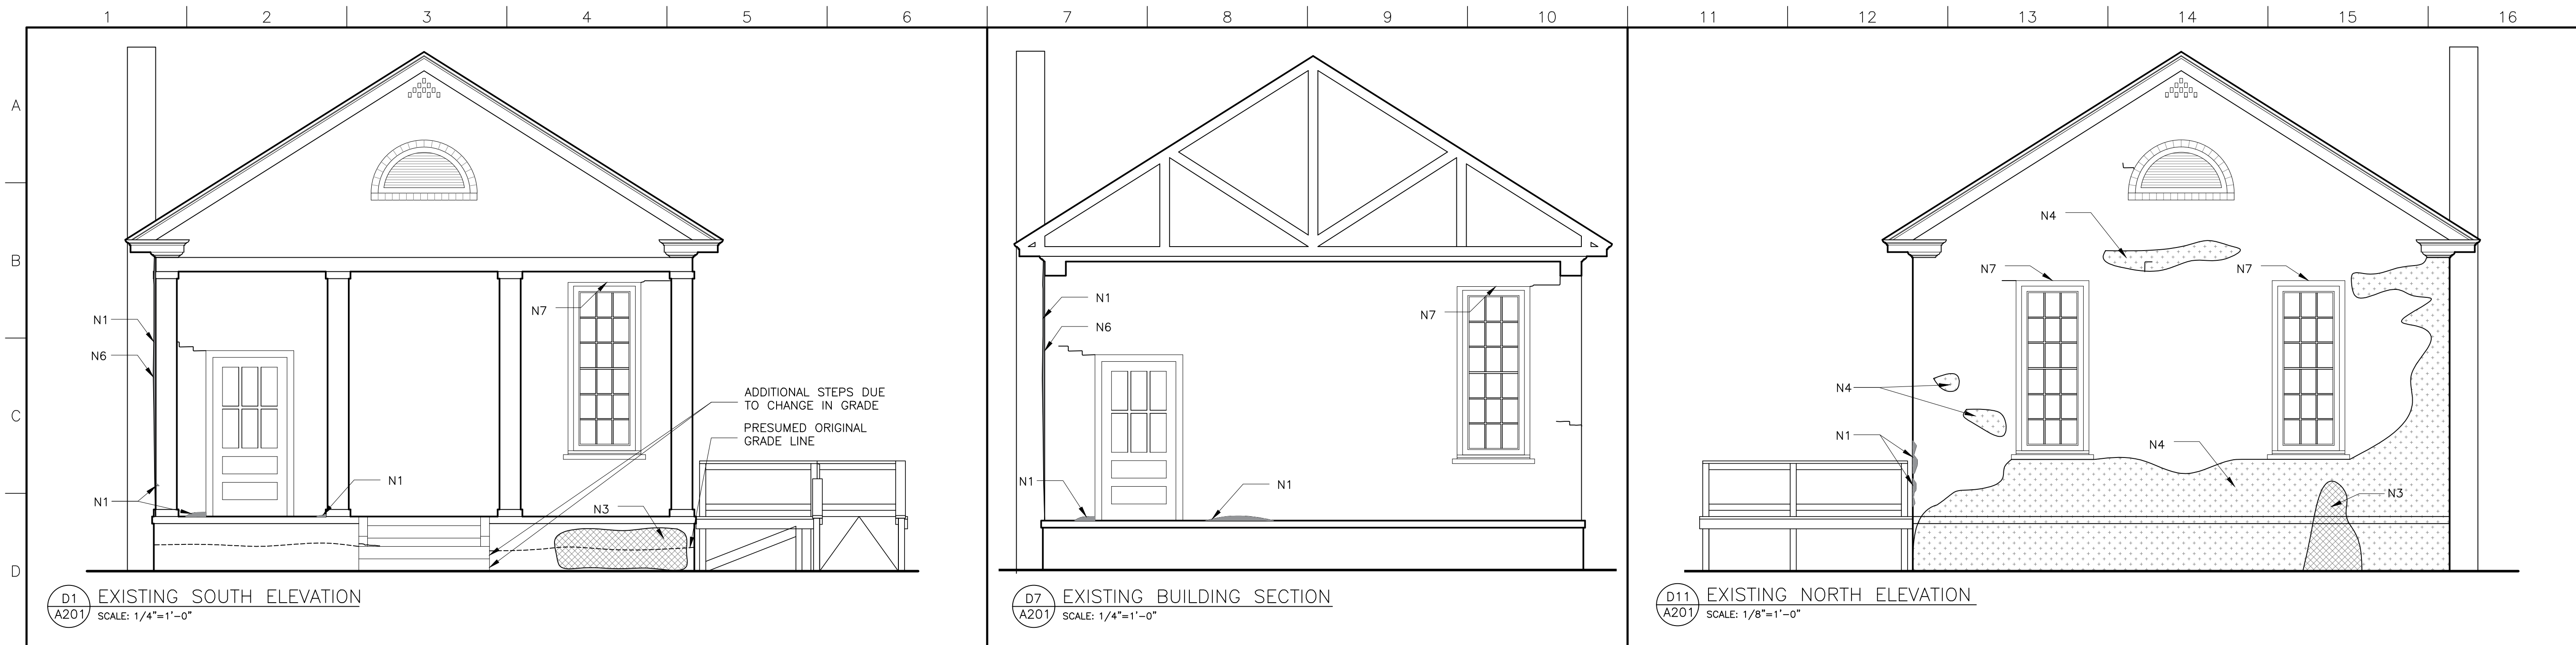 1 2 3 4 5 6 7 8 9 10 11 12 13 14 15 16
A
B
C
D
N1
N6
N1
N7
N1
N3
ADDITIONAL STEPS DUE
TO CHANGE IN GRADE
PRESUMED ORIGINAL
GRADE LINE
D1
A201
EXISTING SOUTH ELEVATION
SCALE: 1/4"=1'-0"
N1
N6
N7
N1
N1
D7
A201
EXISTING BUILDING SECTION
SCALE: 1/4"=1'-0"
N4
N7
N7
N4
N1
N4
N3
D11
A201
EXISTING NORTH ELEVATION
SCALE: 1/8"=1'-0"